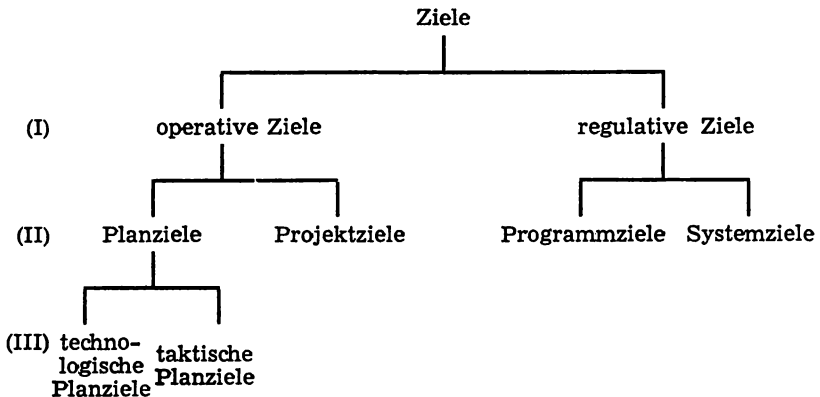 Ziele
(I) operative Ziele regulative Ziele
(II) Planziele Projektziele Programmziele Systemziele
(III) techno-
logische
Planziele
taktische
Planziele